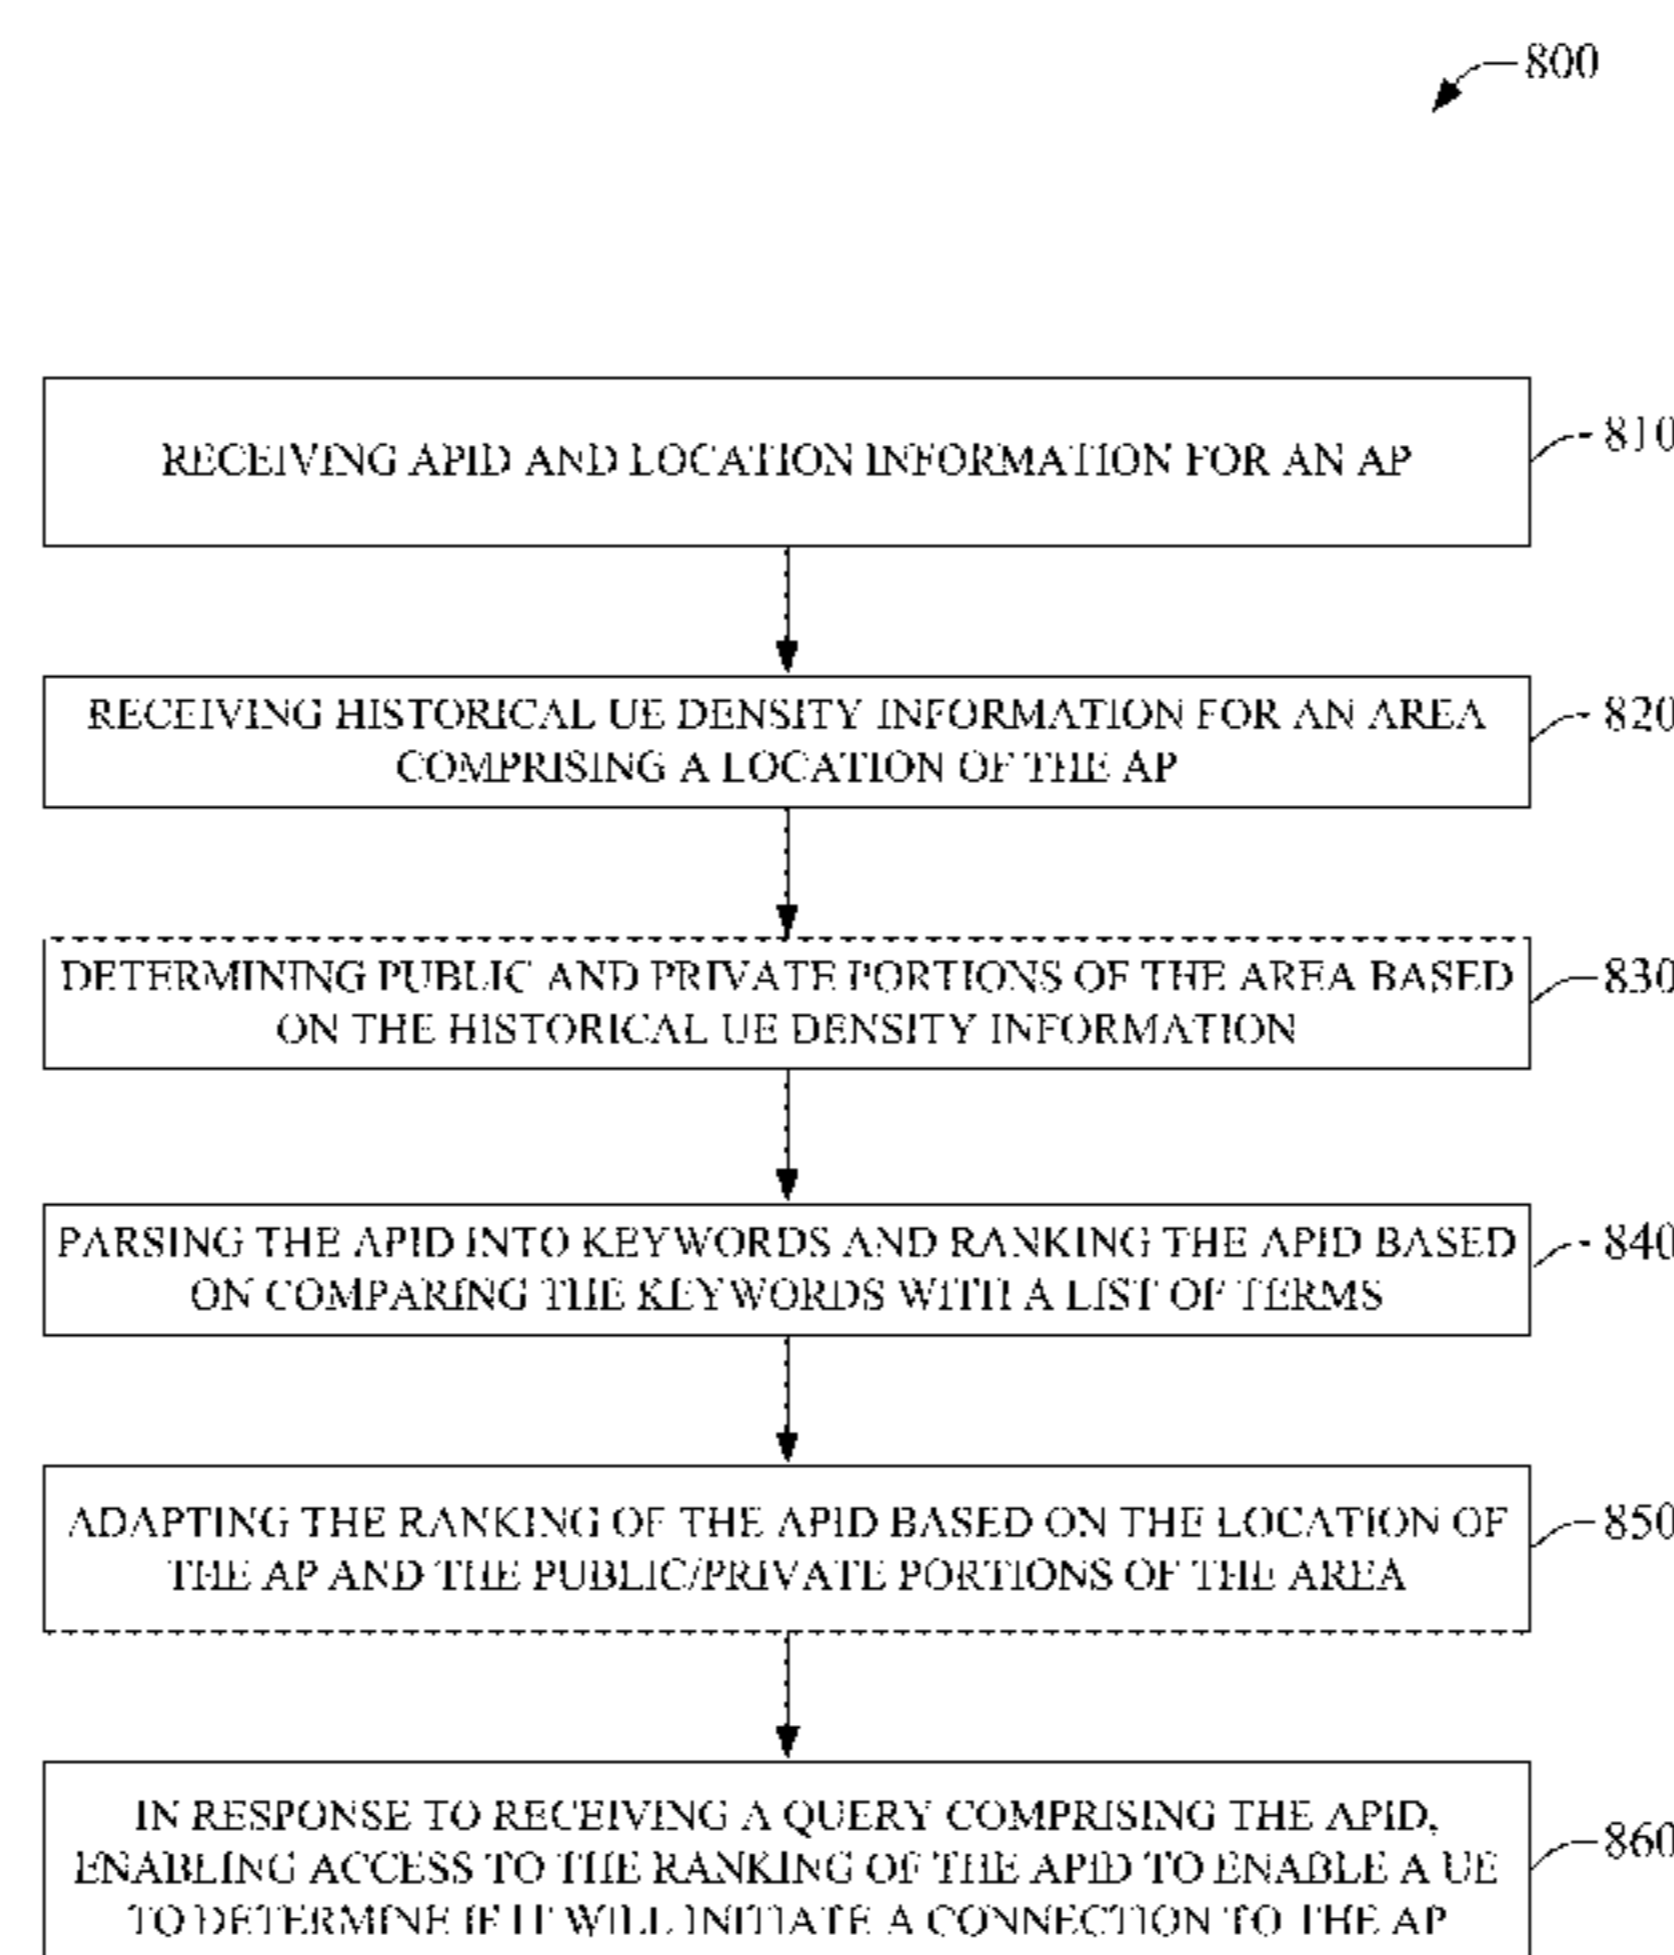 800
RECEIVING APID AND LOCATION INFORMATION FOR AN AP
810
RECEIVING HISTORICAL UE DENSITY INFORMATION FOR AN AREA
COMPRISING A LOCATION OF THE AP
820
DETERMINING PUBLIC AND PRIVATE PORTIONS OF THE AREA BASED
ON THE HISTORICAL UE DENSITY INFORMATION
830
PARSING THE APID INTO KEYWORDS AND RANKING THE APID BASED
ON COMPARING THE KEYWORDS WITH A LIST OF TERMS
840
ADAPTING THE RANKING OF THE APID BASED ON THE LOCATION OF
THE AP AND THE PUBLIC/PRIVATE PORTIONS OF THE AREA
850
IN RESPONSE TO RECEIVING A QUERY COMPRISING THE APID,
ENABLING ACCESS TO THE RANKING OF THE APID TO ENABLE A UE
TO DETERMINE IF IT WILL INITIATE A CONNECTION TO THE AP
860